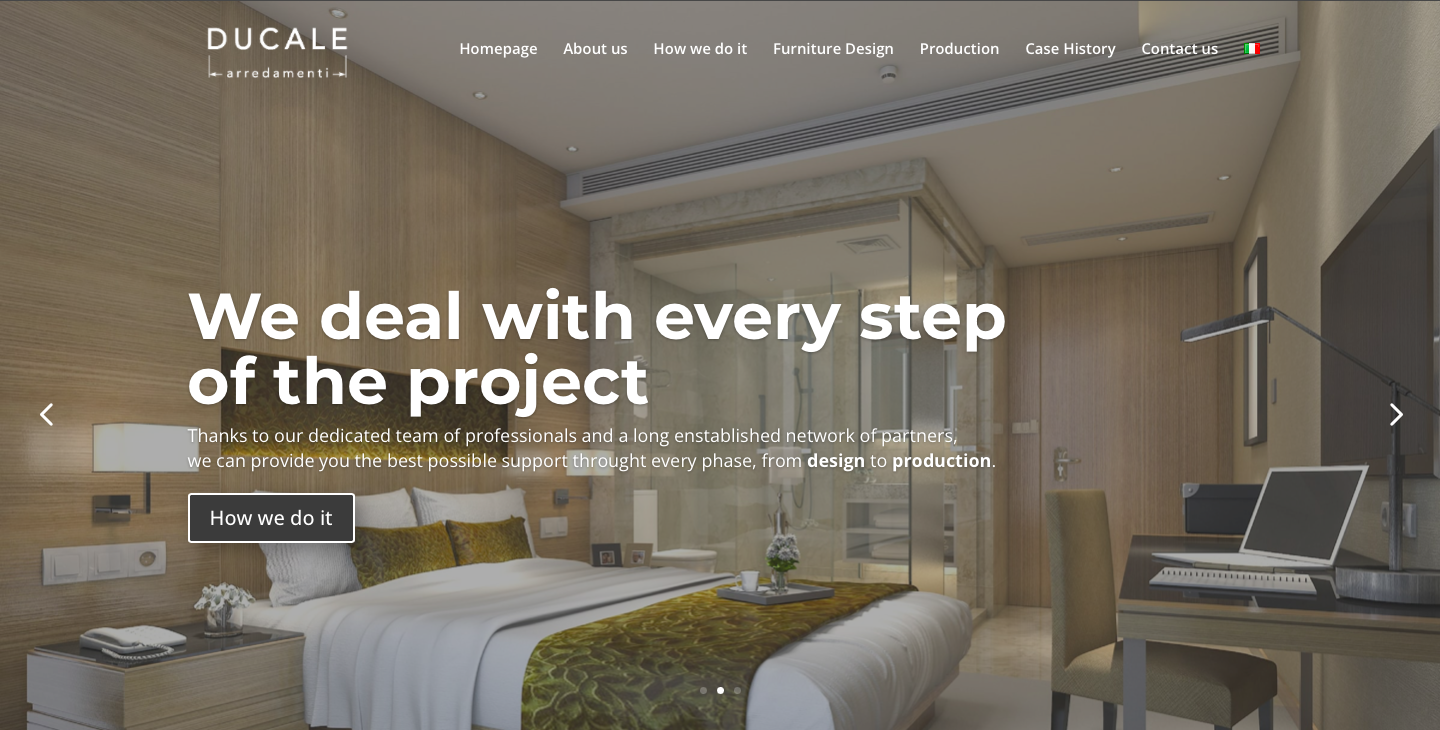 DUCALE
arredamenti
Homepage About us How we do it Furniture Design Production Case History Contact us
We deal with every step
of the project
Thanks to our dedicated team of professionals and a long enstablished network of partners,
we can provide you the best possible support throught every phase, from design to production.
How we do it